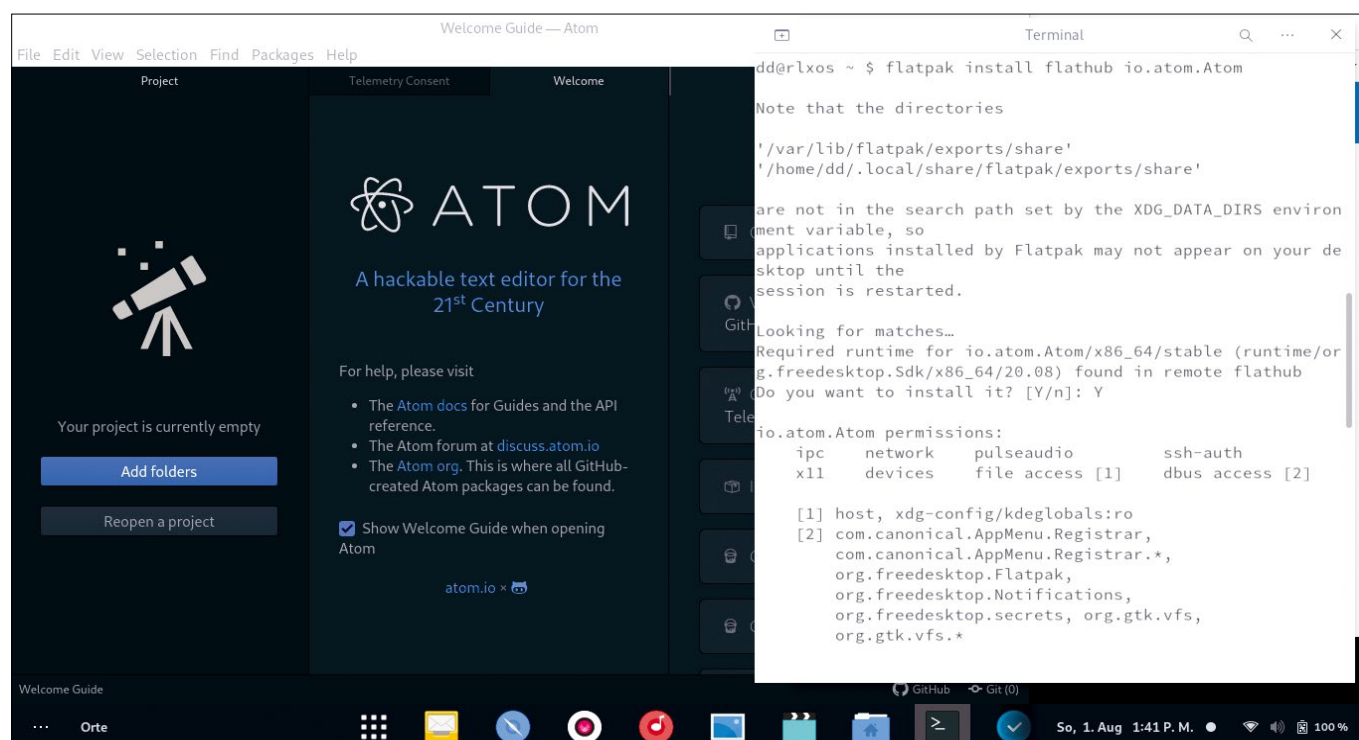 Welcome Guide — Atom
File Edit View Selection Find Packages Help
Project
Telemetry Consent
Welcome
ATOM
A hackable text editor for the
21st Century
For help, please visit
• The Atom docs for Guides and the API
reference.
• The Atom forum at discuss.atom.io
• The Atom org. This is where all GitHub-
created Atom packages can be found.
Show Welcome Guide when opening
Atom
atom.io ×
Your project is currently empty
Add folders
Reopen a project
Terminal
dd@rlxos ~ $ flatpak install flathub io.atom.Atom
Note that the directories
'/var/lib/flatpak/exports/share'
'/home/dd/.local/share/flatpak/exports/share'
are not in the search path set by the XDG_DATA_DIRS environ
ment variable, so
applications installed by Flatpak may not appear on your de
sktop until the
session is restarted.
Looking for matches…
Required runtime for io.atom.Atom/x86_64/stable (runtime/or
g.freedesktop.Sdk/x86_64/20.08) found in remote flathub
Do you want to install it? [Y/n]: Y
io.atom.Atom permissions:
ipc network pulseaudio ssh-auth
x11 devices file access [1] dbus access [2]
[1] host, xdg-config/kdeglobals:ro
[2] com.canonical.AppMenu.Registrar,
com.canonical.AppMenu.Registrar.*,
org.freedesktop.Flatpak,
org.freedesktop.Notifications,
org.freedesktop.secrets, org.gtk.vfs,
org.gtk.vfs.*
Welcome Guide
GitHub
Git (0)
Orte
So, 1. Aug 1:41 P. M.
100 %